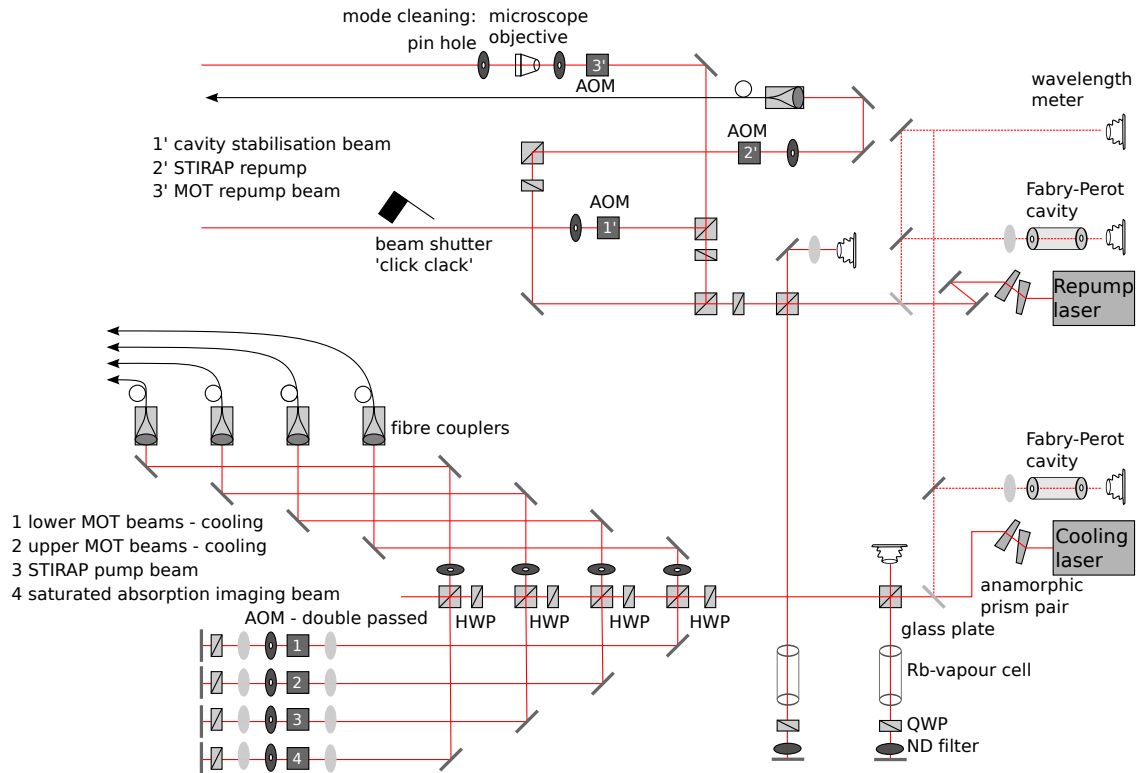 mode cleaning:
pin hole
microscope
objective
3'
AOM
wavelength
meter
1' cavity stabilisation beam
2' STIRAP repump
3' MOT repump beam
AOM
2'
AOM
1'
beam shutter
'click clack'
Fabry-Perot
cavity
Repump
laser
fibre couplers
Fabry-Perot
cavity
1 lower MOT beams - cooling
2 upper MOT beams - cooling
3 STIRAP pump beam
4 saturated absorption imaging beam
Cooling
laser
anamorphic
prism pair
HWP
HWP
HWP
HWP
glass plate
AOM - double passed
1
2
3
4
Rb-vapour cell
QWP
ND filter